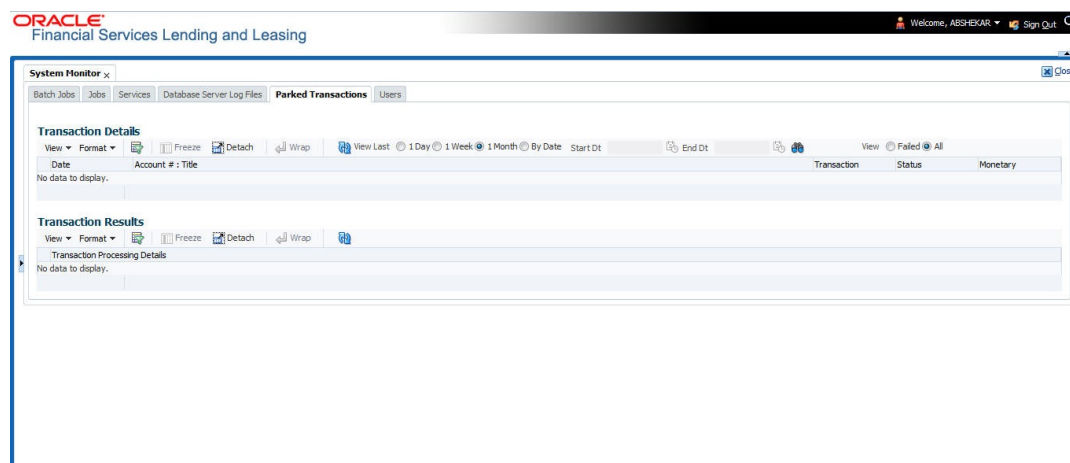 ORACLE
Welcome, ABSHEKAR Sign Out
Financial Services Lending and Leasing
System Monitor
Batch Jobs Jobs Services Database Server Log Files Parked Transactions Users
Transaction Details
View Format Freeze Detach Wrap View Last 1 Day 1 Week 1 Month By Date Start Dt End Dt View Failed All
Date Account # : Title Transaction Status Monetary
No data to display.
Transaction Results
View Format Freeze Detach Wrap
Transaction Processing Details
No data to display.